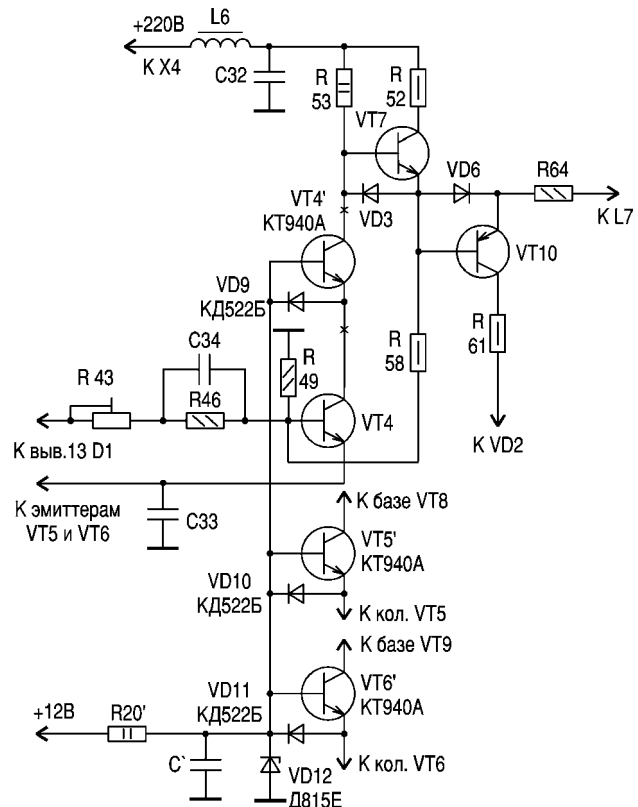 L6
+220В
К Х4
C32
R
53
R
52
VT7
VD6
R64
VT4'
КТ940А
VD3
К L7
VT10
VD9
КД522Б
C34
R
49
R
58
R
61
R 43
R46
VT4
К выв.13 D1
К VD2
К эмиттерам
VT5 и VT6
C33
К базе VT8
VT5'
КТ940А
VD10
КД522Б
К кол. VT5
К базе VT9
VT6'
КТ940А
VD11
КД522Б
+12В
R20'
C`
К кол. VT6
VD12
Д815Е